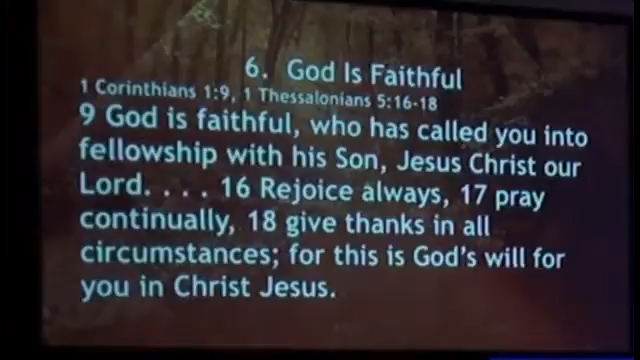 6. God Is Faithful
1 Corinthians 1:9, 1 Thessalonians 5:16-18
9 God is faithful, who has called you into
fellowship with his Son, Jesus Christ our
Lord. . . . 16 Rejoice always, 17 pray
continually, 18 give thanks in all
circumstances; for this is God's will for
you in Christ Jesus.